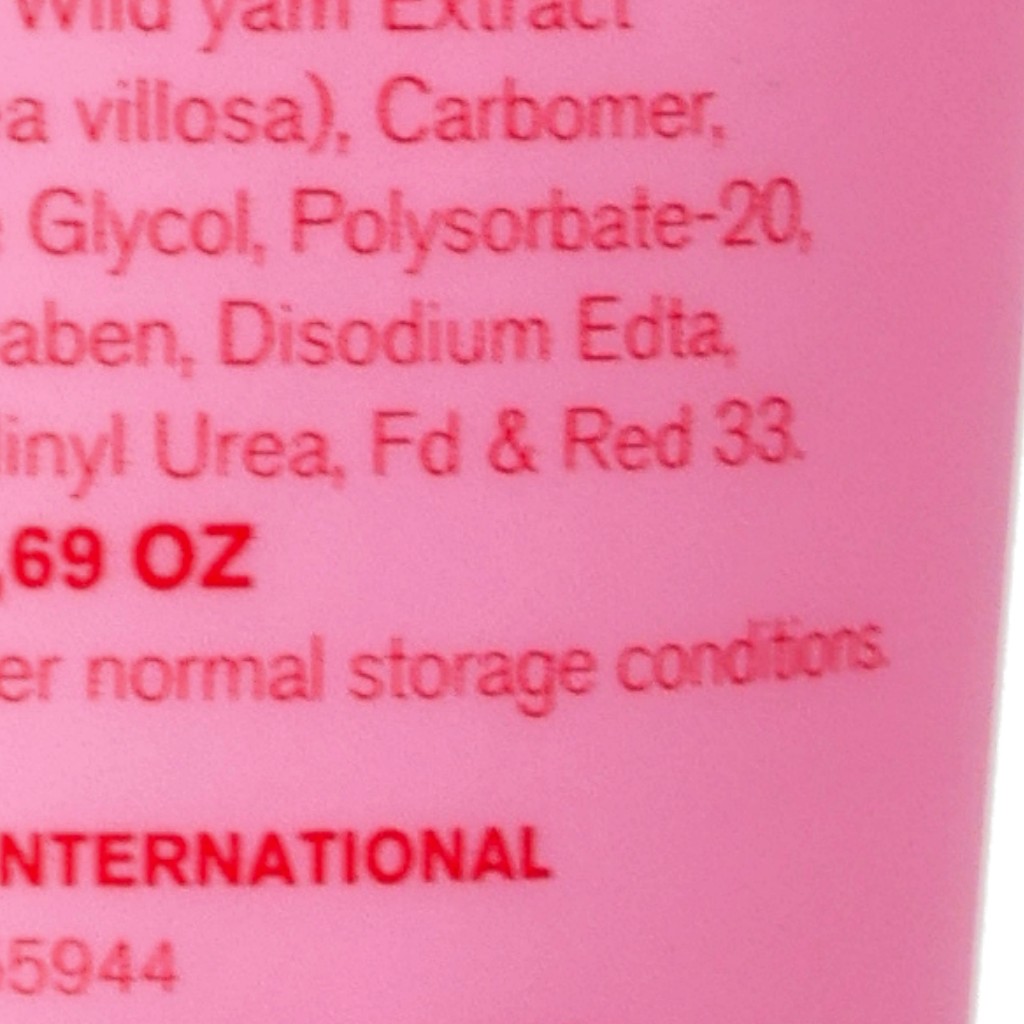 Wild yam Extract
a villosa), Carbomer,
Glycol, Polysorbate-20,
aben, Disodium Edta,
linyl Urea, Fd & Red 33.
,69 OZ
er normal storage conditions.
NTERNATIONAL
5944